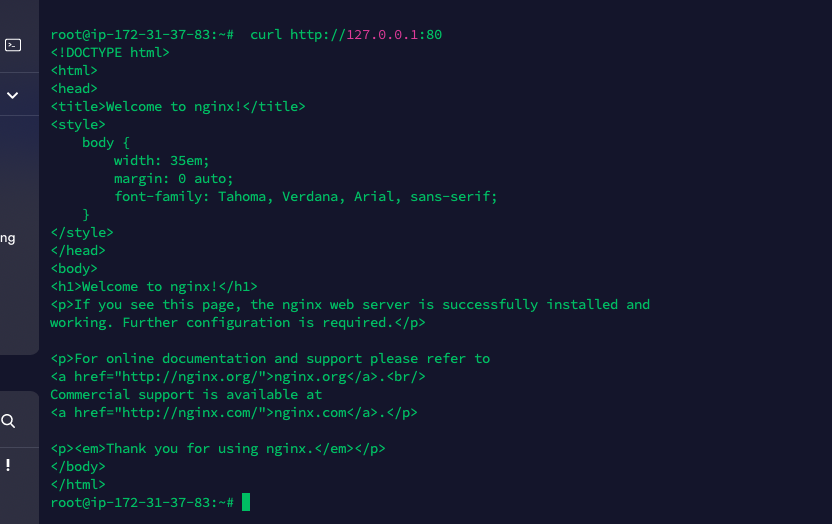 root@ip-172-31-37-83:~#  curl http://127.0.0.1:80
<!DOCTYPE html>
<html>
<head>
<title>Welcome to nginx!</title>
<style>
    body {
        width: 35em;
        margin: 0 auto;
        font-family: Tahoma, Verdana, Arial, sans-serif;
    }
</style>
</head>
<body>
<h1>Welcome to nginx!</h1>
<p>If you see this page, the nginx web server is successfully installed and
working. Further configuration is required.</p>
<p>For online documentation and support please refer to
<a href="http://nginx.org/">nginx.org</a>.<br/>
Commercial support is available at
<a href="http://nginx.com/">nginx.com</a>.</p>
<p><em>Thank you for using nginx.</em></p>
</body>
</html>
root@ip-172-31-37-83:~#
ng
!